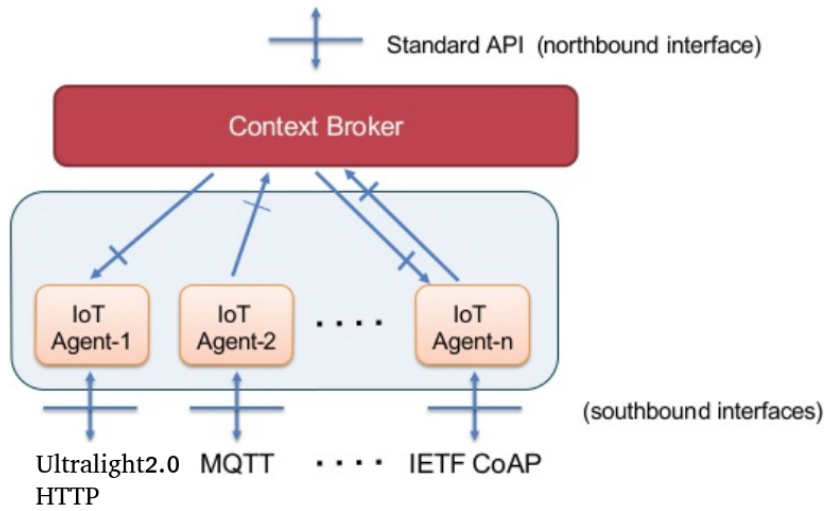 Standard API (northbound interface)
Context Broker
IoT
Agent-1
IoT
Agent-2
. . . .
IoT
Agent-n
(southbound interfaces)
Ultralight2.0
HTTP
MQTT
. . . .
IETF CoAP